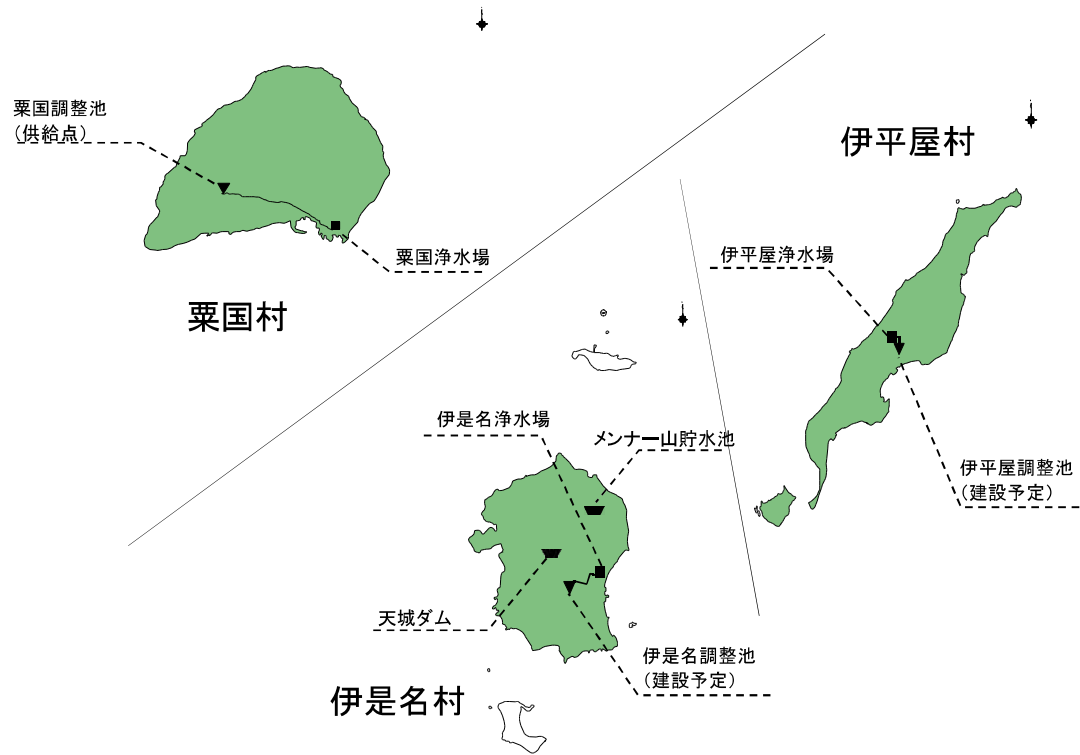 粟国調整池
(供給点)
粟国浄水場
粟国村
伊平屋村
伊平屋浄水場
伊平屋調整池
(建設予定)
伊是名浄水場
メンナー山貯水池
天城ダム
伊是名調整池
(建設予定)
伊是名村